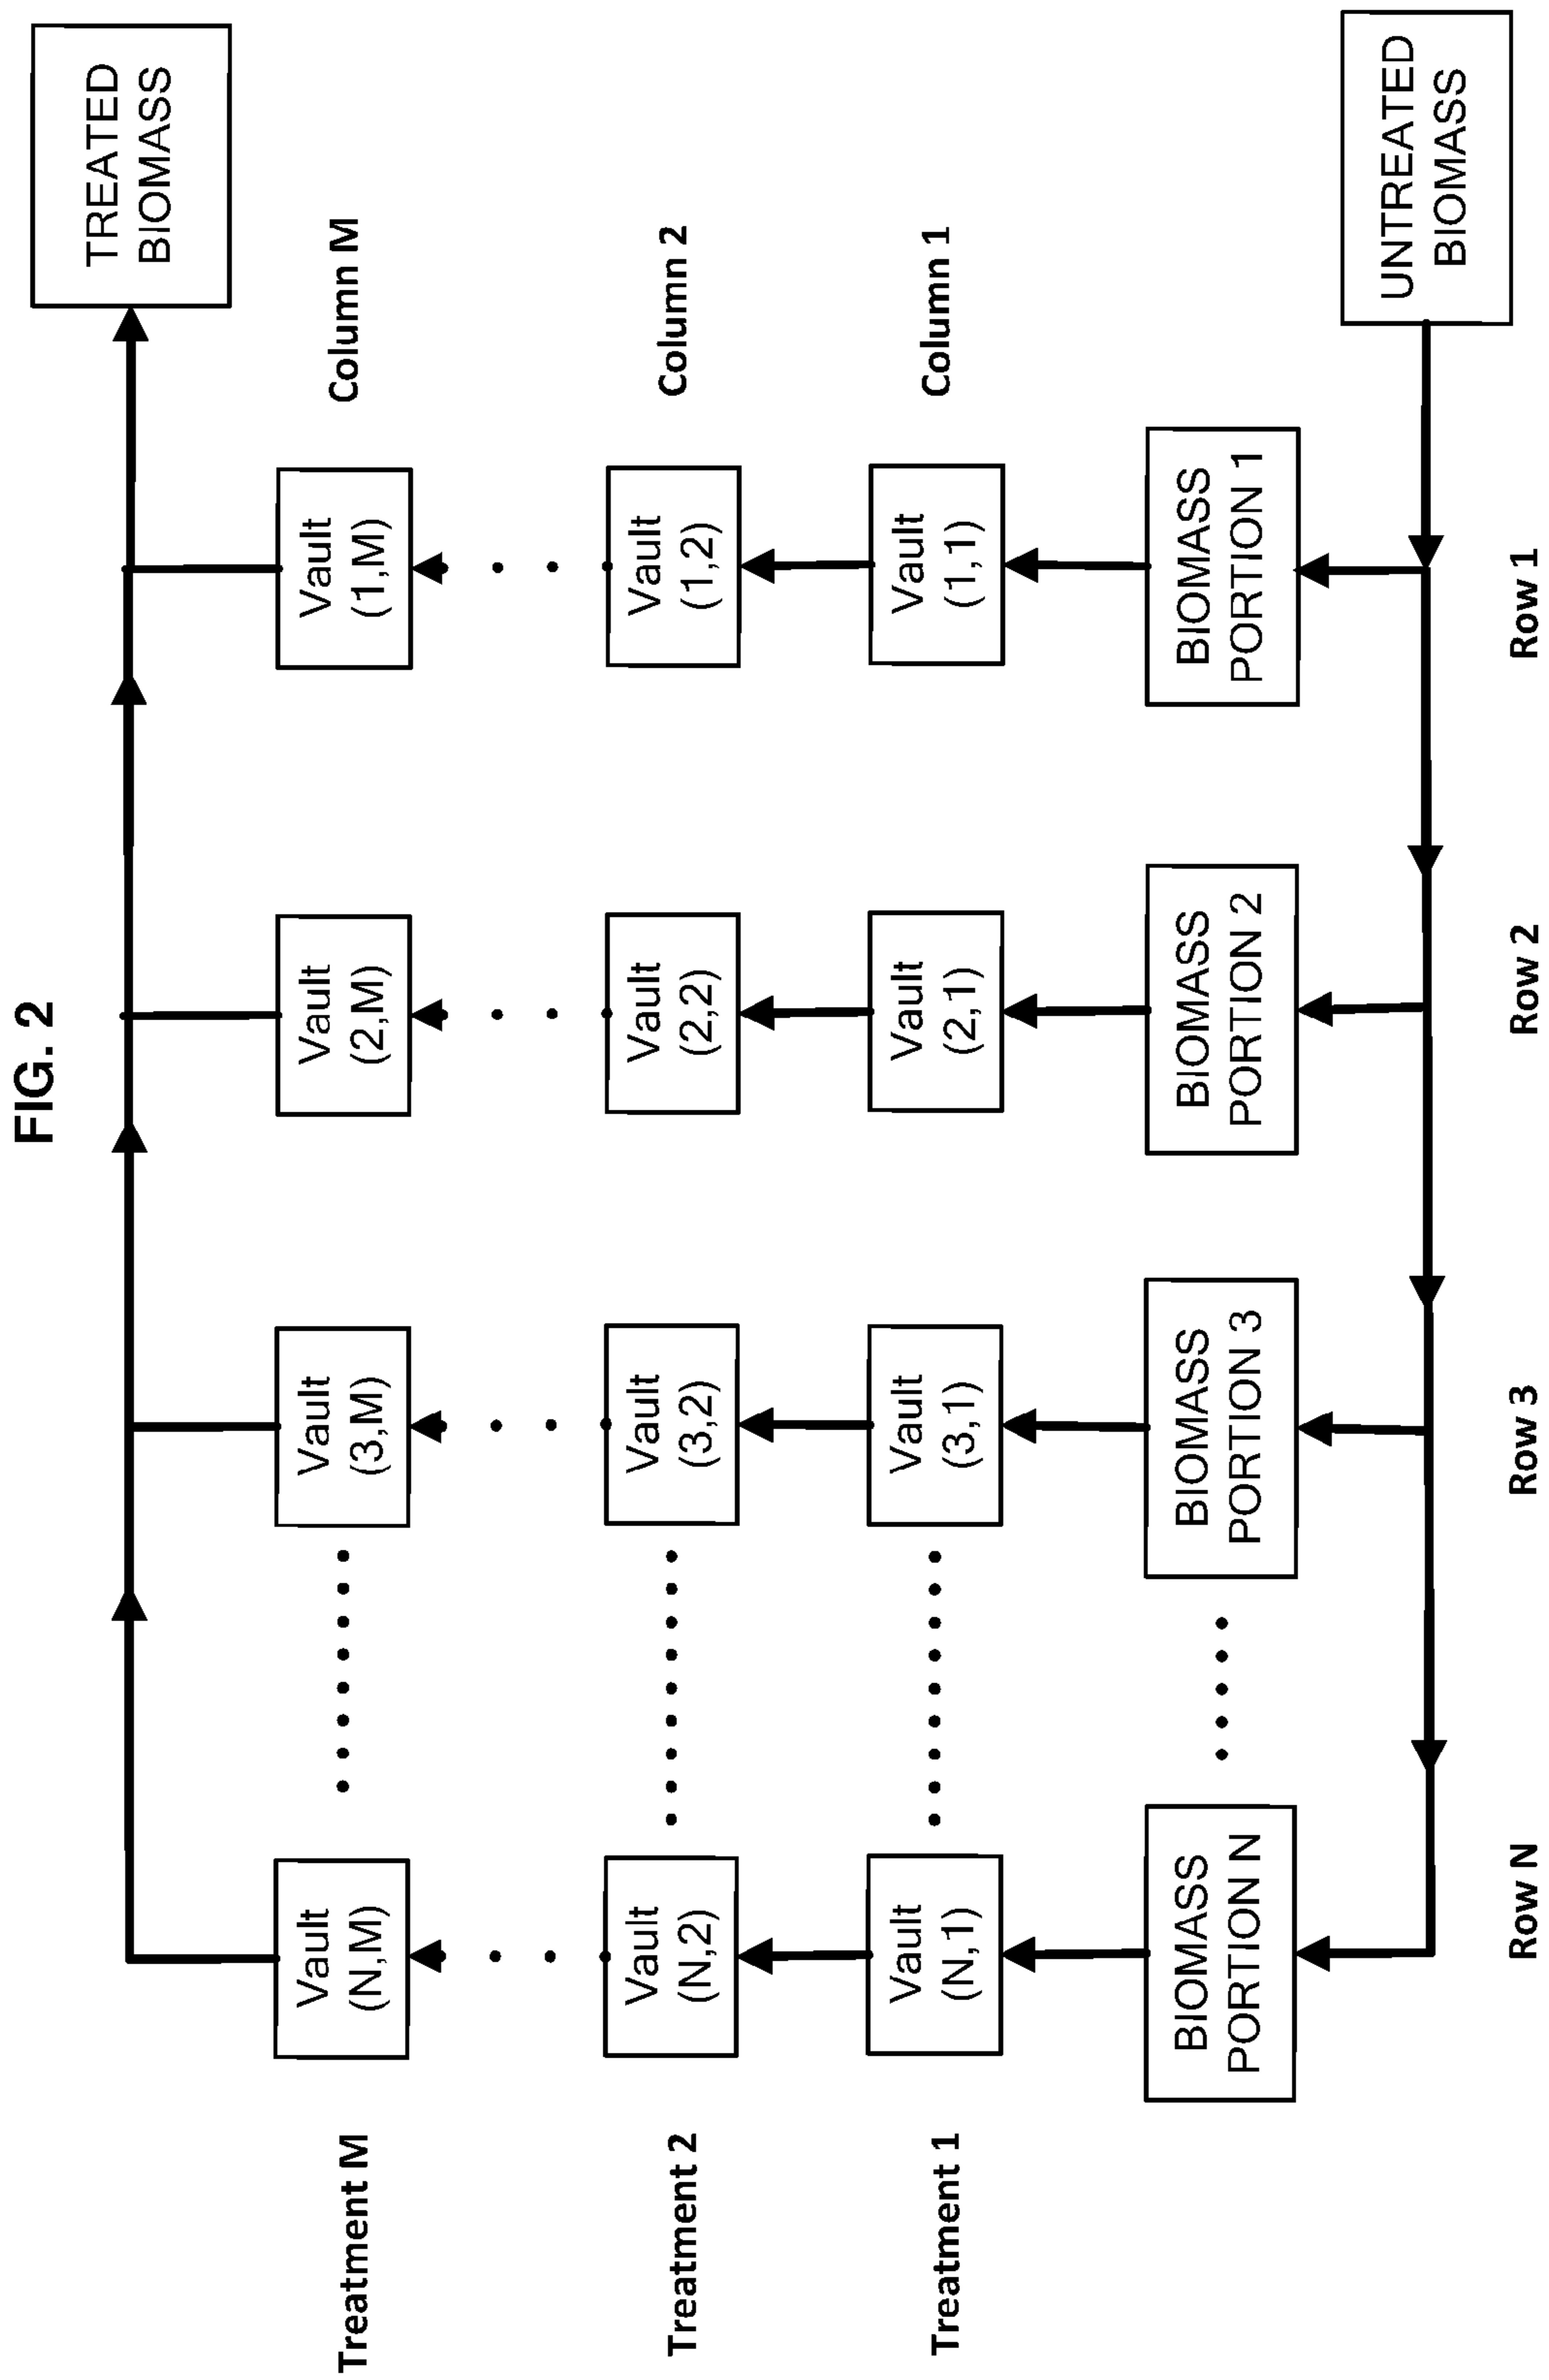 FIG. 2
TREATED
BIOMASS
Treatment M
Vault
(N,M)
Vault
(3,M)
Vault
(2,M)
Vault
(1,M)
Column M
Treatment 2
Vault
(N,2)
Vault
(3,2)
Vault
(2,2)
Vault
(1,2)
Column 2
Treatment 1
Vault
(N,1)
Vault
(3,1)
Vault
(2,1)
Vault
(1,1)
Column 1
BIOMASS
PORTION N
BIOMASS
PORTION 3
BIOMASS
PORTION 2
BIOMASS
PORTION 1
UNTREATED
BIOMASS
Row N
Row 3
Row 2
Row 1